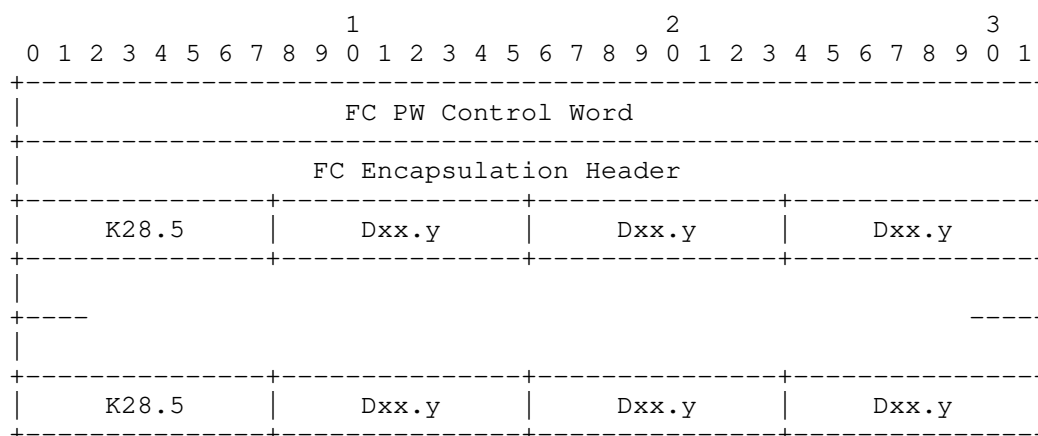 1 2 3
0 1 2 3 4 5 6 7 8 9 0 1 2 3 4 5 6 7 8 9 0 1 2 3 4 5 6 7 8 9 0 1
FC PW Control Word
FC Encapsulation Header
K28.5 Dxx.y Dxx.y Dxx.y
K28.5 Dxx.y Dxx.y Dxx.y